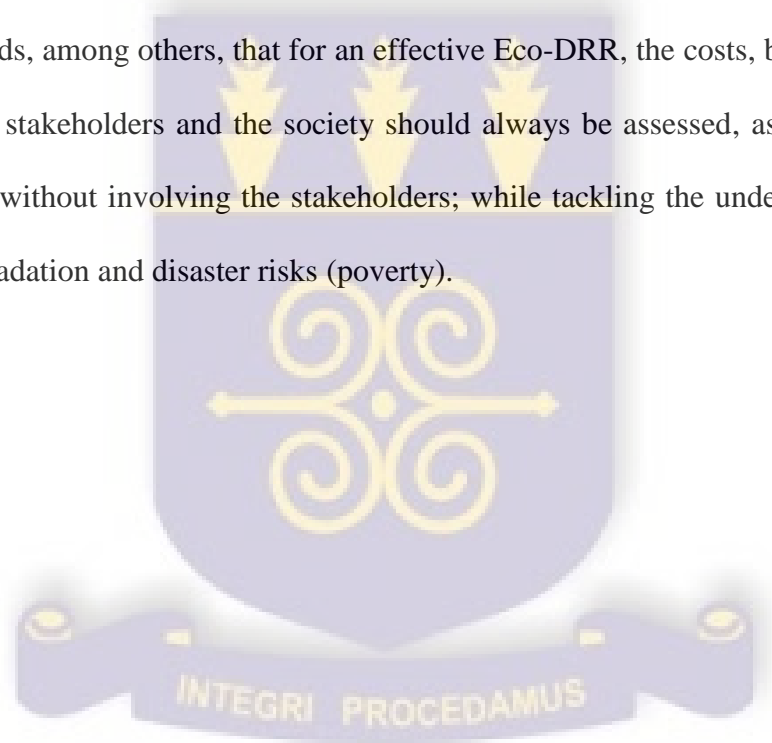 ds, among others, that for an effective Eco-DRR, the costs, b
stakeholders and the society should always be assessed, as
without involving the stakeholders; while tackling the unde
adation and disaster risks (poverty).
INTEGRI PROCEDAMUS